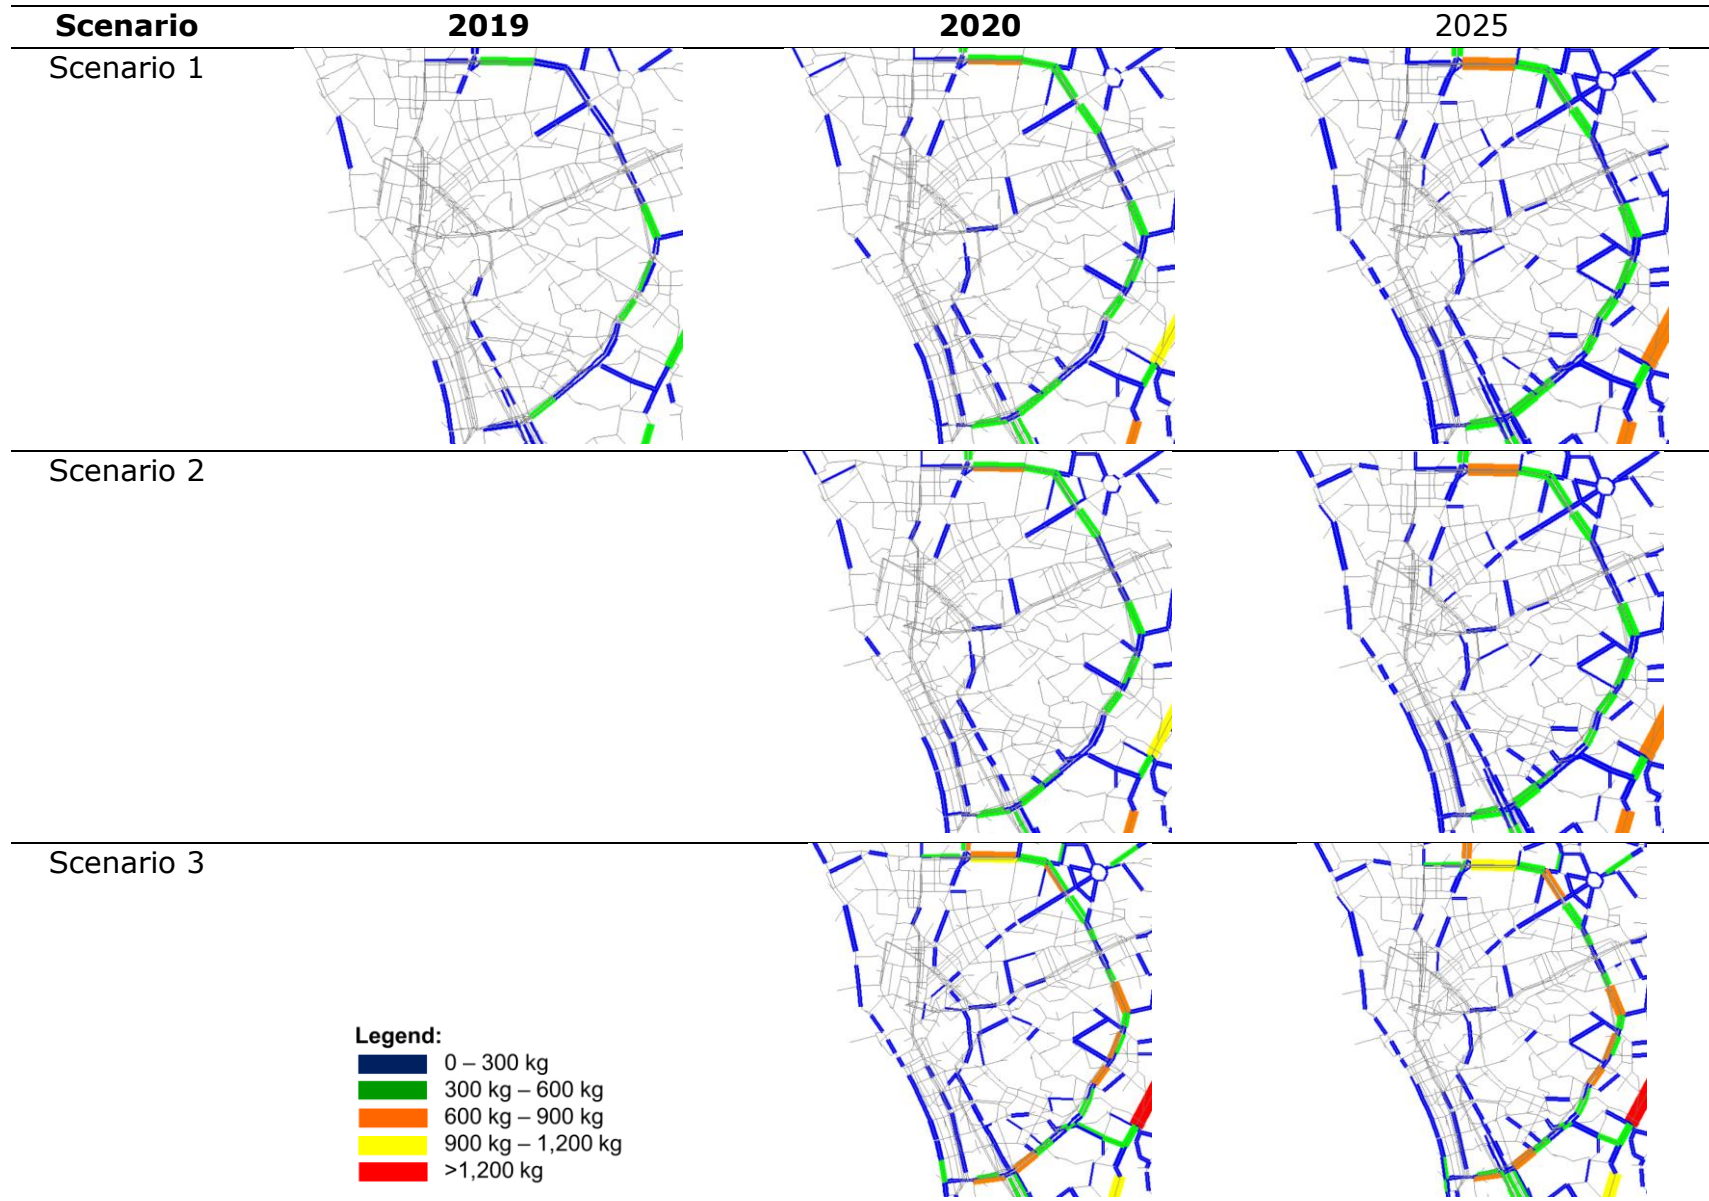 Scenario 2019 2020 2025
Scenario 1
Scenario 2
Scenario 3
Legend:
0 – 300 kg
300 kg – 600 kg
600 kg – 900 kg
900 kg – 1,200 kg
>1,200 kg